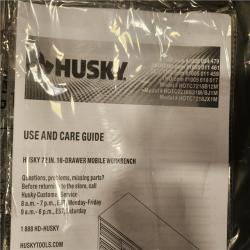 HUSKY
USE AND CARE GUIDE
HUSKY 72 IN. 18-DRAWER MOBILE WORKBENCH
Questions, problems, missing parts?
Before returning to the store, call
Husky Customer Service
8 a.m. - 7 p.m., EST, Monday-Friday
9 a.m. - 6 p.m., EST, Saturday
1 888 HD-HUSKY
HUSKYTOOLS.COM